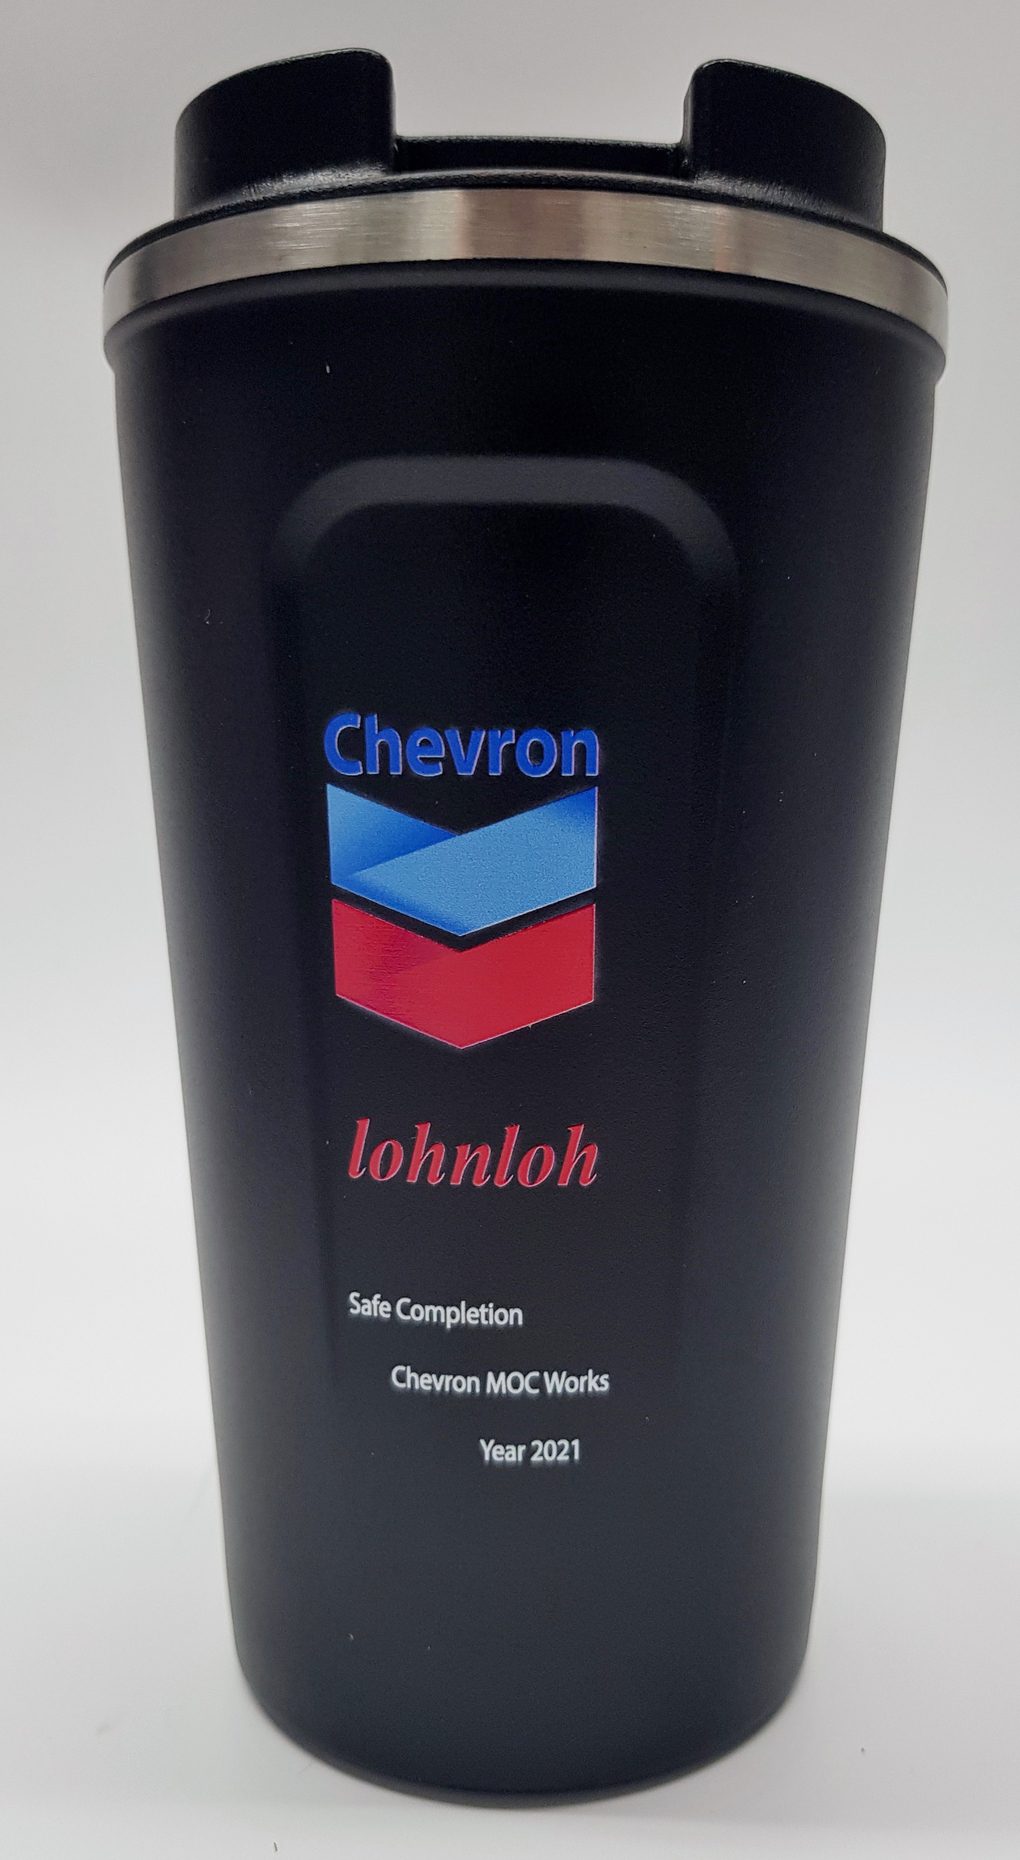 Chevron
lohnloh
Safe Completion
Chevron MOC Works
Year 2021